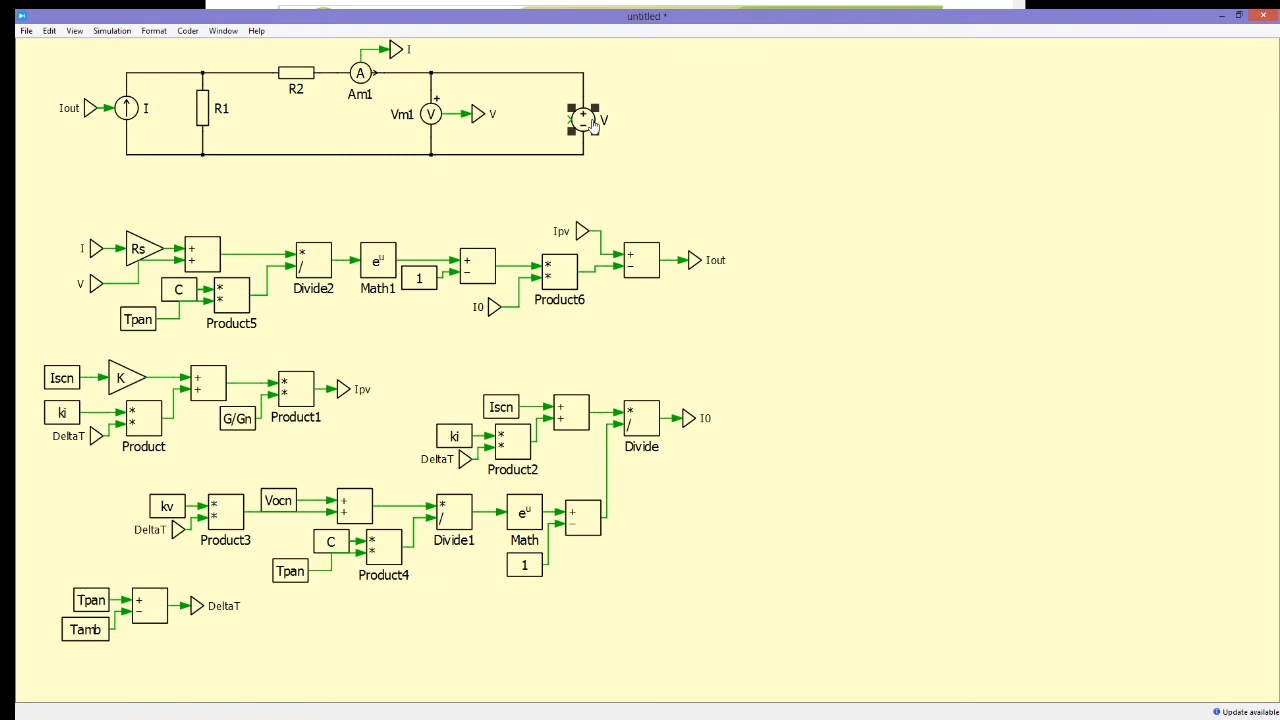 untitled *
File Edit View Simulation Format Coder Window Help
I
A
R2
Am1
Iout
I
R1
Vm1
V
V
V
Ipv
I
Rs
Iout
V
e^u
1
C
Divide2
Math1
I0
Product6
Tpan
Product5
Iscn
K
Ipv
ki
G/Gn
Product1
DeltaT
Product
Iscn
I0
ki
Divide
DeltaT
Product2
kv
Vocn
DeltaT
Product3
C
Divide1
e^u
Math
Tpan
Product4
1
Tpan
DeltaT
Tamb
Update available